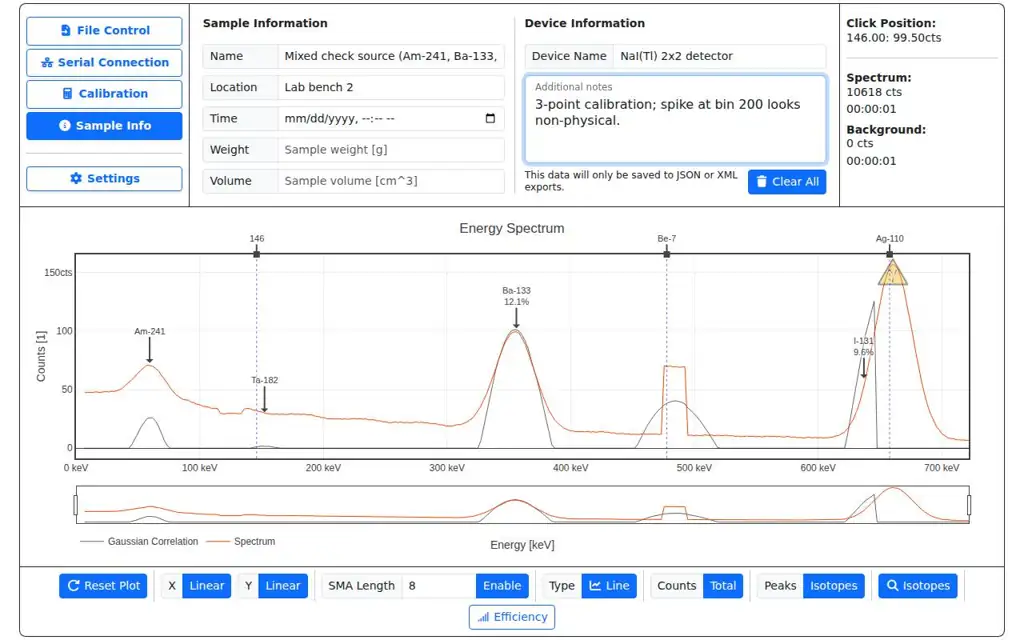 File Control
Serial Connection
Calibration
Sample Info
Settings
Sample Information
Name Mixed check source (Am-241, Ba-133,
Location Lab bench 2
Time mm/dd/yyyy, --:-- --
Weight Sample weight [g]
Volume Sample volume [cm^3]
Device Information
Device Name NaI(Tl) 2x2 detector
Additional notes
3-point calibration; spike at bin 200 looks
non-physical.
This data will only be saved to JSON or XML
exports.
Clear All
Click Position:
146.00: 99.50cts
Spectrum:
10618 cts
00:00:01
Background:
0 cts
00:00:01
Energy Spectrum
146 Be-7 Ag-110
150cts
100
50
0
Counts [1]
Am-241
Ta-182
Ba-133
12.1%
I-131
9.6%
0 keV 100 keV 200 keV 300 keV 400 keV 500 keV 600 keV 700 keV
Gaussian Correlation Spectrum
Energy [keV]
Reset Plot X Linear Y Linear SMA Length 8 Enable Type Line Counts Total Peaks Isotopes Isotopes
Efficiency